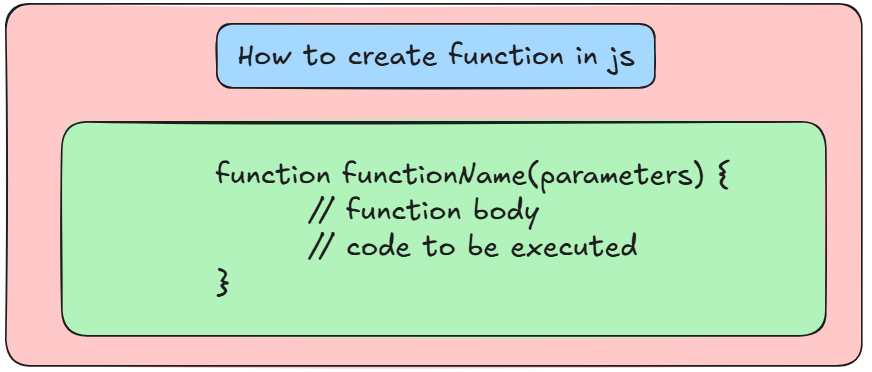 How to create function in js
function functionName(parameters) {
// function body
// code to be executed
}